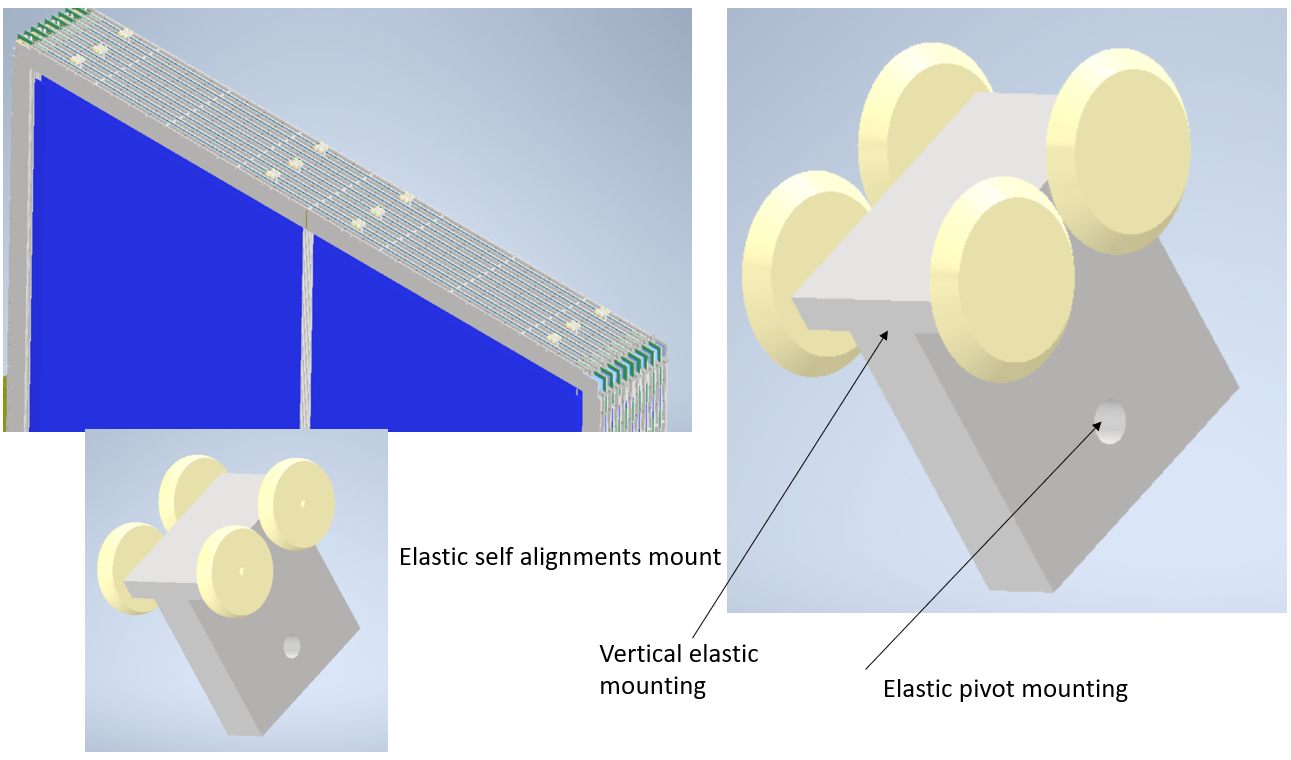 Elastic self alignments mount
Vertical elastic
mounting
Elastic pivot mounting